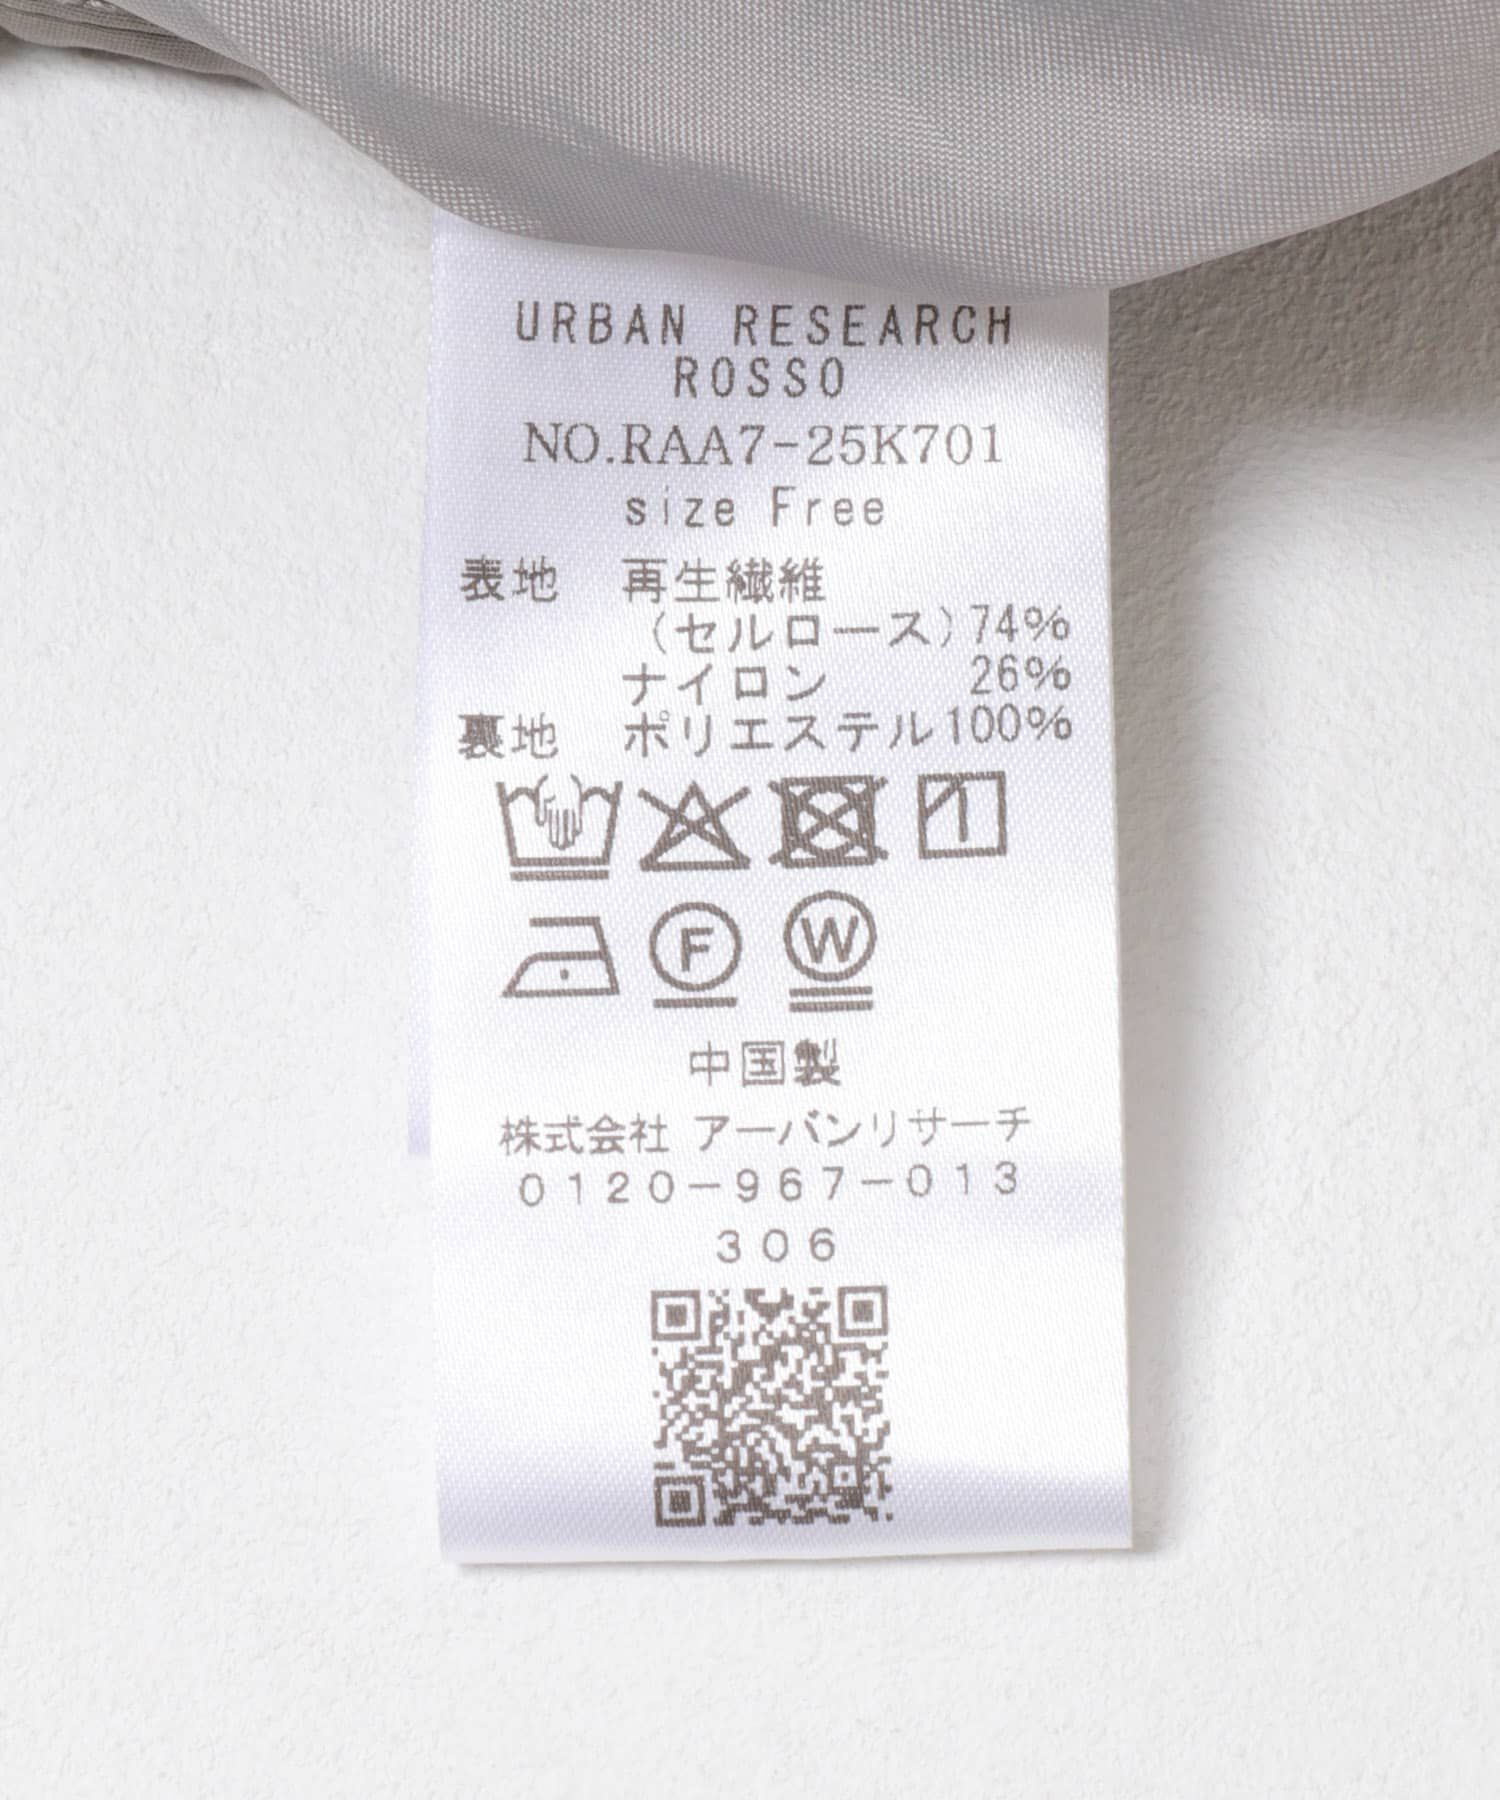 URBAN RESEARCH
ROSSO
NO.RAA7-25K701
size Free
表地 再生繊維
(セルロース)74%
ナイロン 26%
裏地 ポリエステル100%
F W
中国製
株式会社 アーバンリサーチ
0120-967-013
306